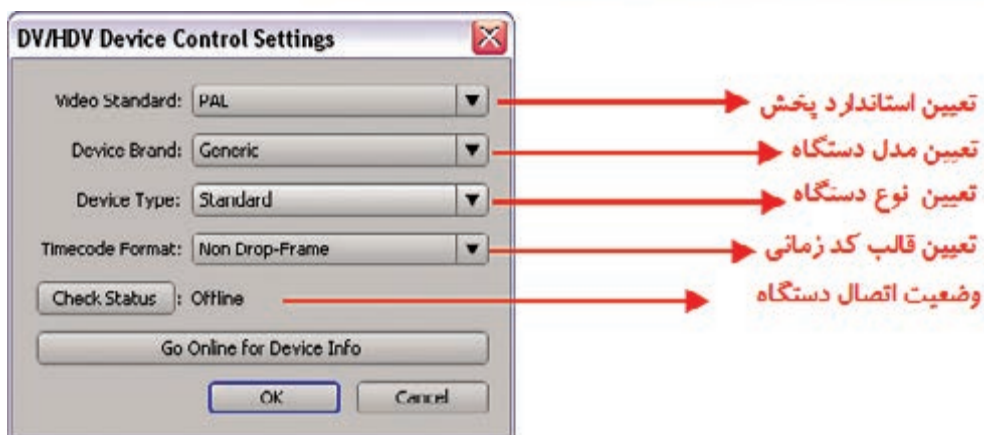 DV/HDV Device Control Settings
Video Standard: PAL تعیین استاندارد پخش
Device Brand: Generic تعیین مدل دستگاه
Device Type: Standard تعیین نوع دستگاه
Timecode Format: Non Drop-Frame تعیین قالب کد زمانی
Check Status : Offline وضعیت اتصال دستگاه
Go Online for Device Info
OK Cancel